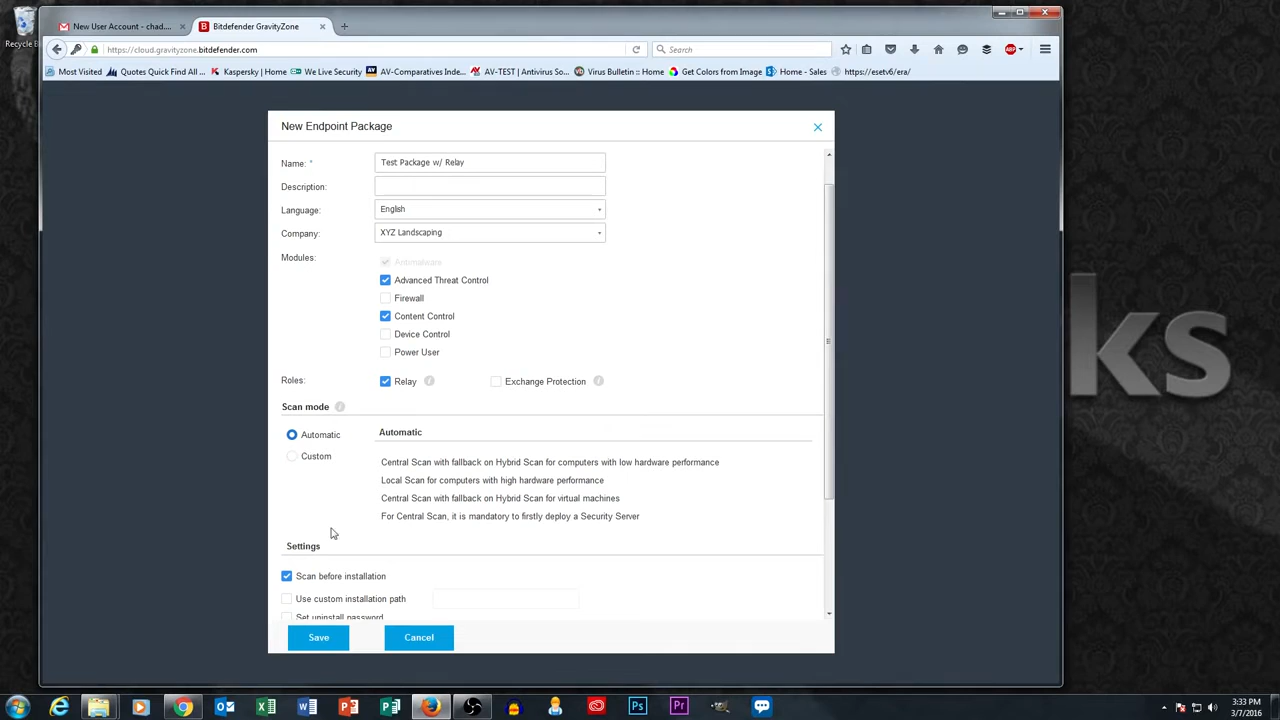 New User Account - chad....
Bitdefender GravityZone
https://cloud.gravityzone.bitdefender.com
Search
Most Visited
Quotes Quick Find All ...
Kaspersky | Home
We Live Security
AV-Comparatives Inde...
AV-TEST | Antivirus So...
Virus Bulletin :: Home
Get Colors from Image
Home - Sales
https://esetv6/era/
Recycle B
New Endpoint Package
Name: *
Test Package w/ Relay
Description:
Language:
English
Company:
XYZ Landscaping
Modules:
Antimalware
Advanced Threat Control
Firewall
Content Control
Device Control
Power User
Roles:
Relay
Exchange Protection
Scan mode
Automatic
Custom
Automatic
Central Scan with fallback on Hybrid Scan for computers with low hardware performance
Local Scan for computers with high hardware performance
Central Scan with fallback on Hybrid Scan for virtual machines
For Central Scan, it is mandatory to firstly deploy a Security Server
Settings
Scan before installation
Use custom installation path
Set uninstall password
Save
Cancel
ks
3:33 PM
3/7/2016